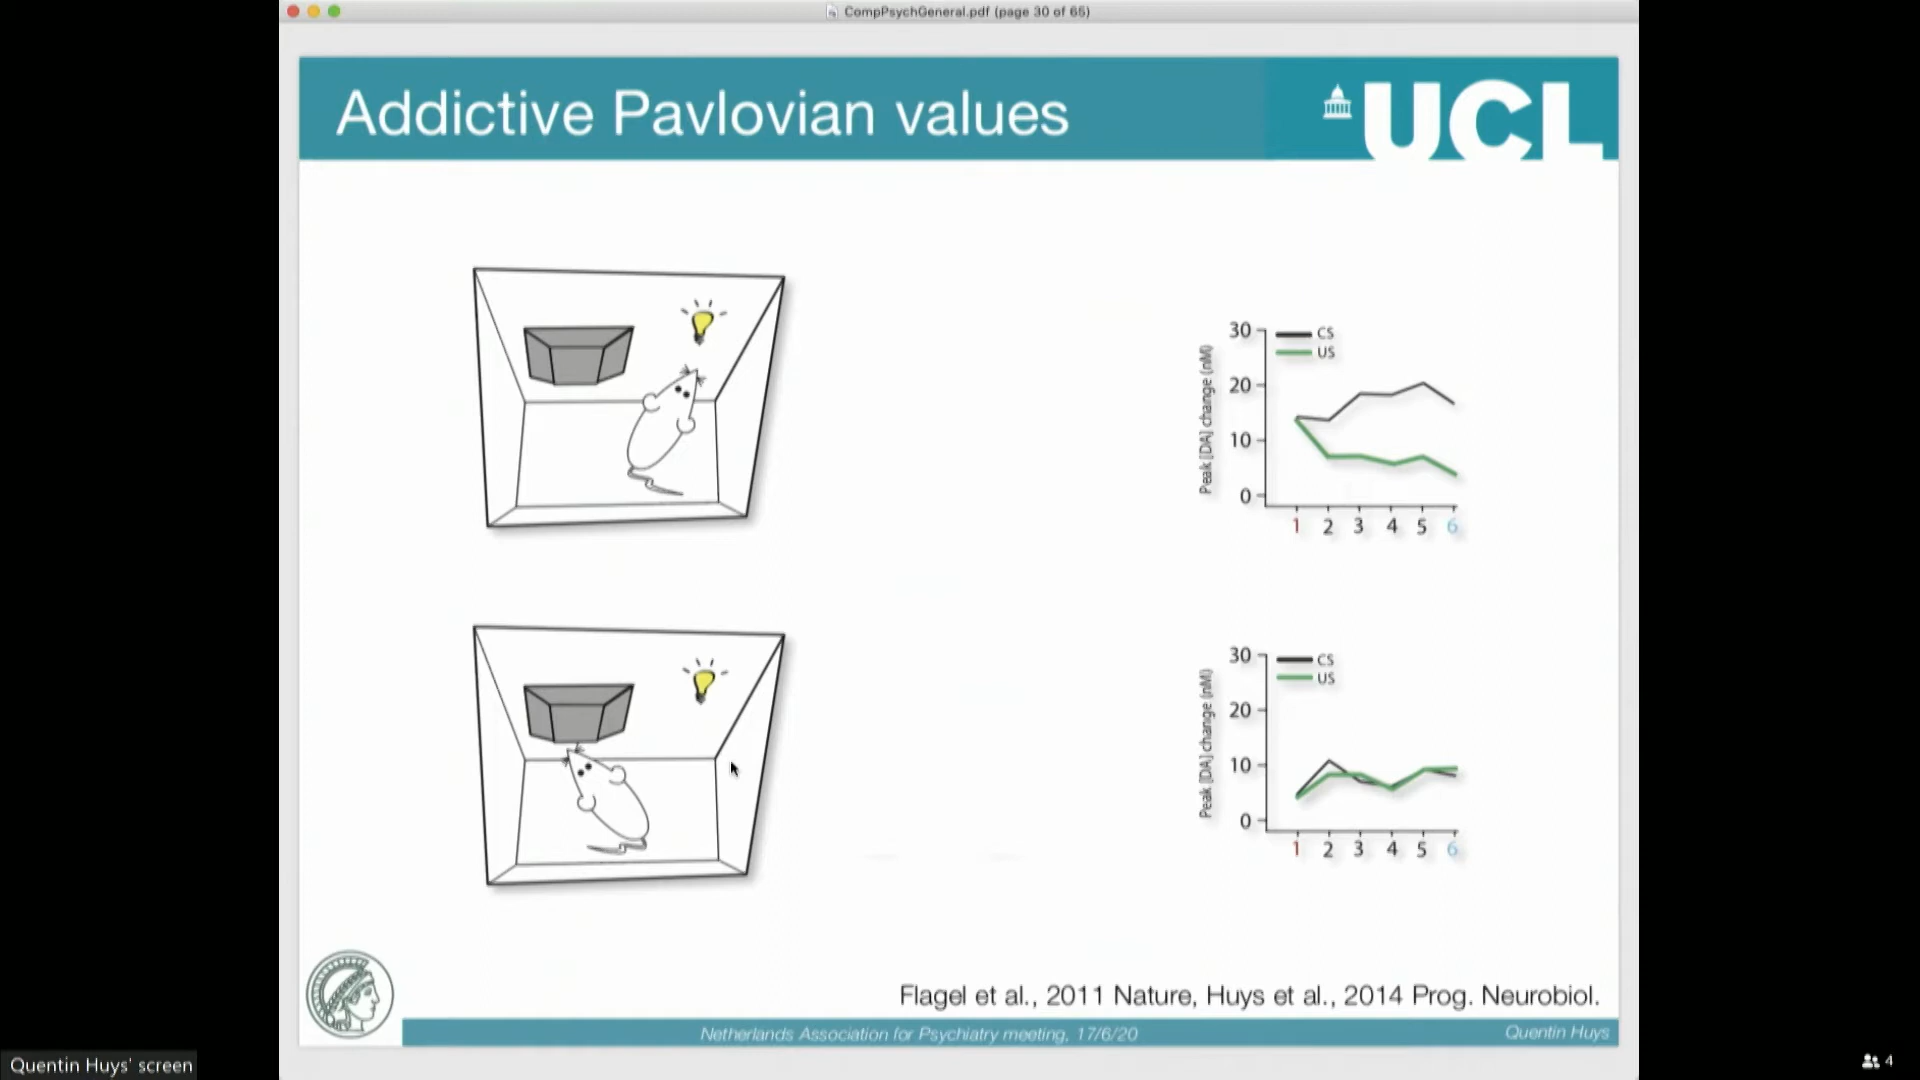 CompPsychGeneral.pdf (page 30 of 65)
Addictive Pavlovian values
UCL
30
20
10
0
Peak [DA] change (nM)
CS
US
1 2 3 4 5 6
30
20
10
0
Peak [DA] change (nM)
CS
US
1 2 3 4 5 6
Flagel et al., 2011 Nature, Huys et al., 2014 Prog. Neurobiol.
Netherlands Association for Psychiatry meeting, 17/6/20
Quentin Huys
Quentin Huys' screen
4